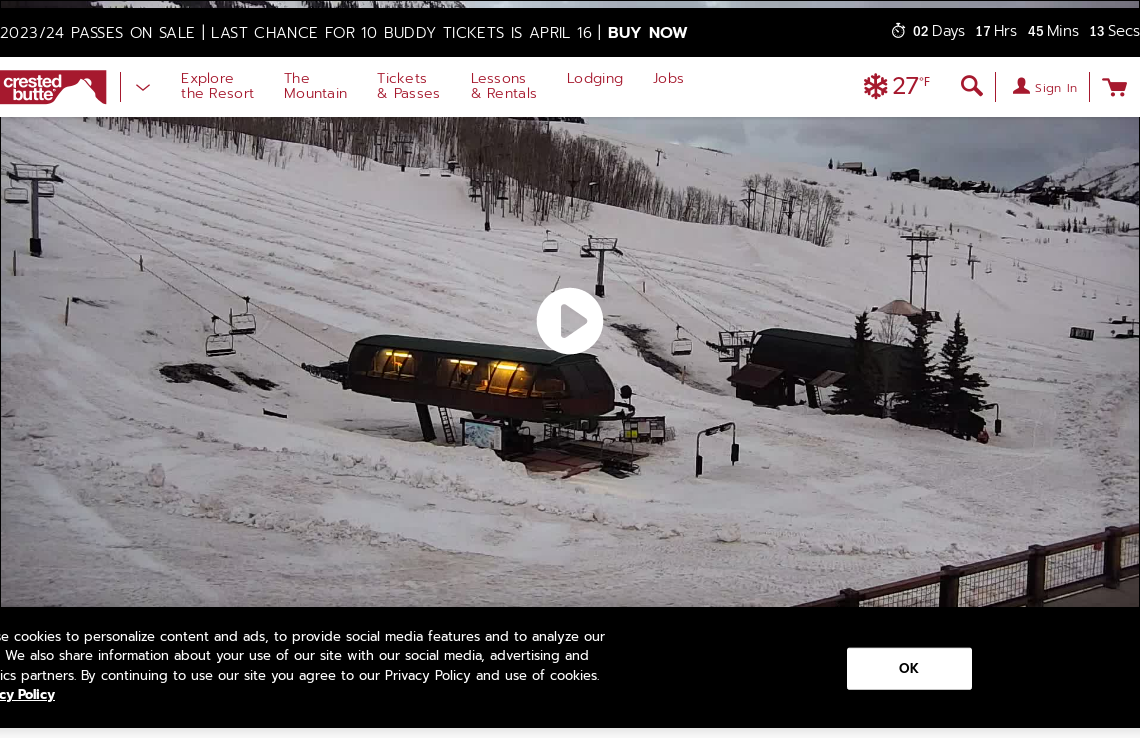 2023/24 PASSES ON SALE | LAST CHANCE FOR 10 BUDDY TICKETS IS APRIL 16 | BUY NOW
02 Days 17 Hrs 45 Mins 13 Secs
crested
butte
Explore
the Resort
The
Mountain
Tickets
& Passes
Lessons
& Rentals
Lodging
Jobs
27°F
Sign In
se cookies to personalize content and ads, to provide social media features and to analyze our
. We also share information about your use of our site with our social media, advertising and
ics partners. By continuing to use our site you agree to our Privacy Policy and use of cookies.
cy Policy
OK